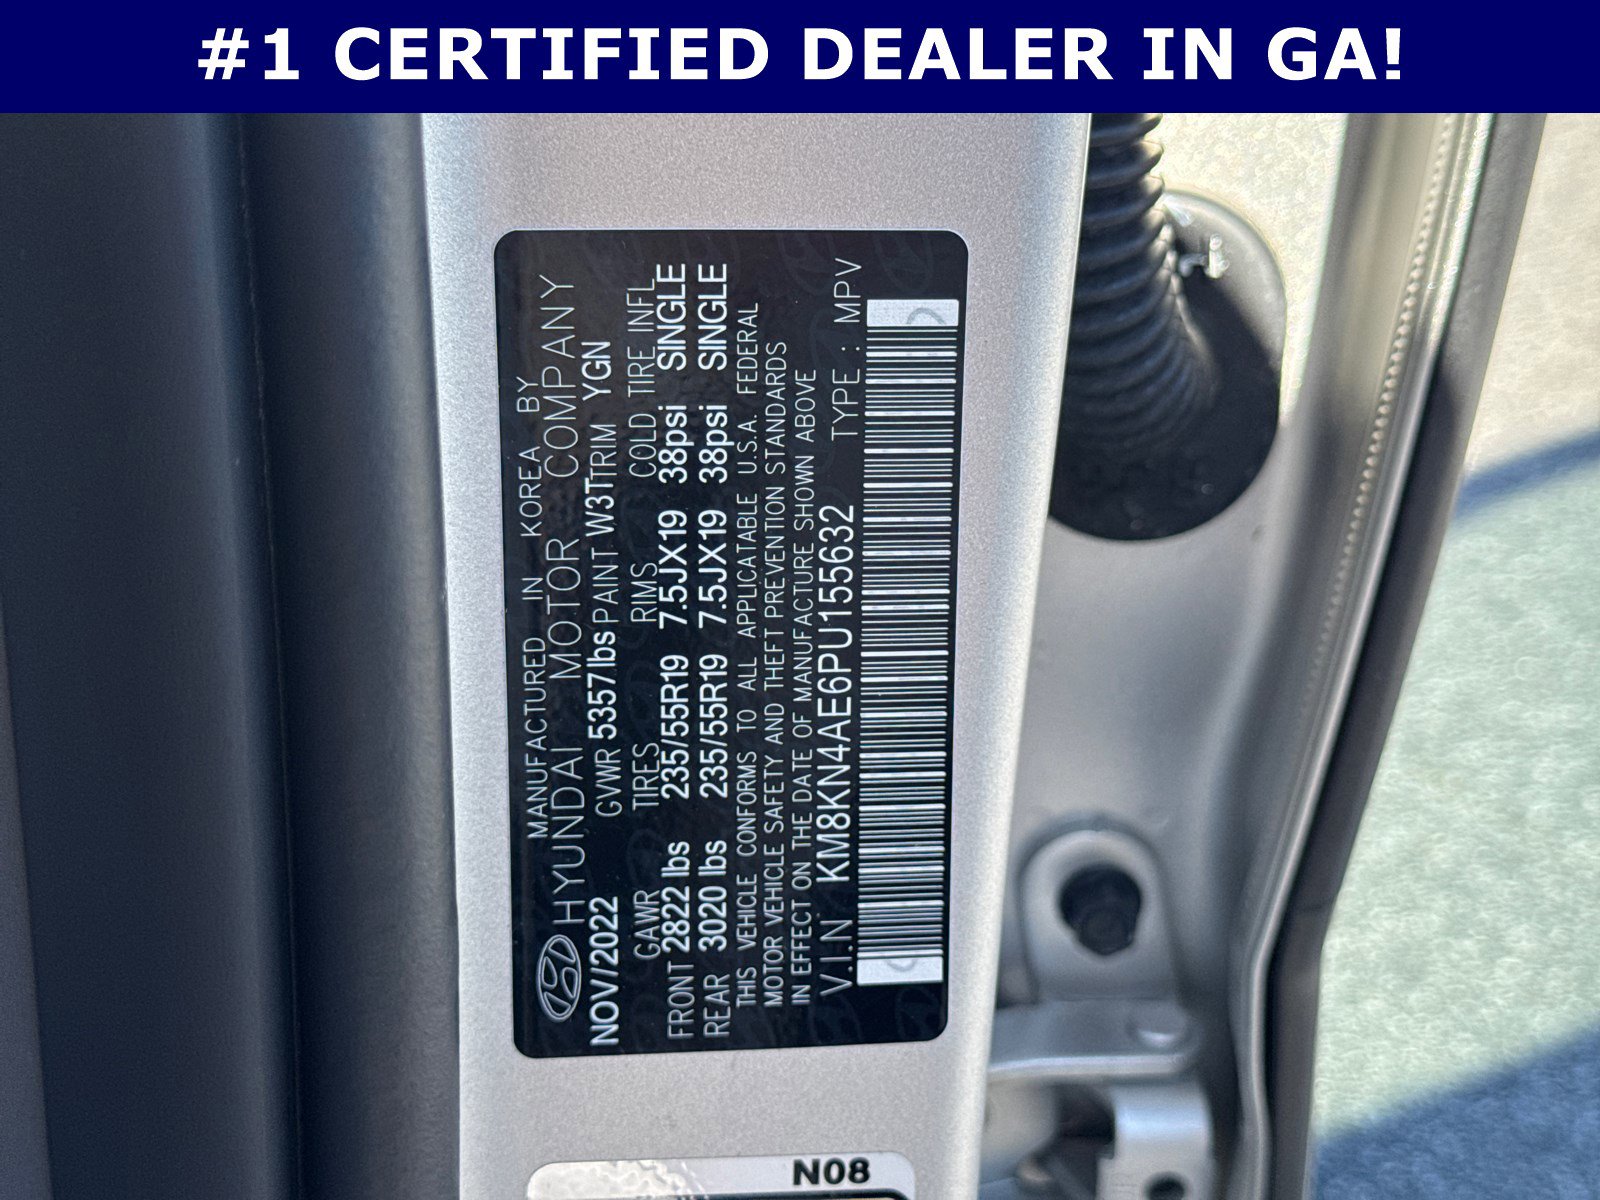 #1 CERTIFIED DEALER IN GA!
MANUFACTURED IN KOREA BY
HYUNDAI MOTOR COMPANY
NOV/2022 GVWR 5357lbs PAINT W3T TRIM YGN
GAWR TIRES RIMS COLD TIRE INFL
FRONT 2822 lbs 235/55R19 7.5JX19 38psi SINGLE
REAR 3020 lbs 235/55R19 7.5JX19 38psi SINGLE
THIS VEHICLE CONFORMS TO ALL APPLICATABLE U.S.A. FEDERAL
MOTOR VEHICLE SAFETY AND THEFT PREVENTION STANDARDS
IN EFFECT ON THE DATE OF MANUFACTURE SHOWN ABOVE
V.I.N KM8KN4AE6PU155632 TYPE : MPV
N08